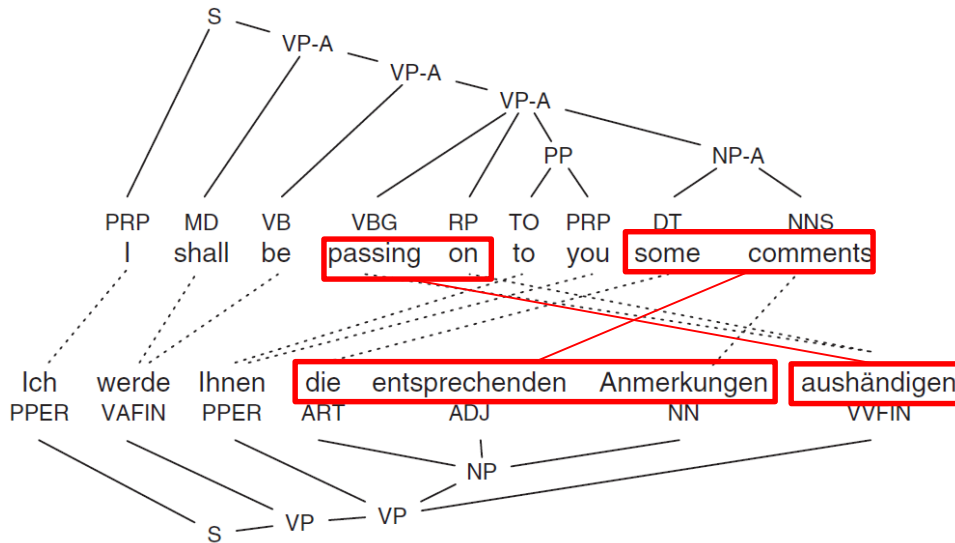 S
VP-A
VP-A
VP-A
PP NP-A
PRP MD VB VBG RP TO PRP DT NNS
I shall be passing on to you some comments
Ich werde Ihnen die entsprechenden Anmerkungen aushändigen
PPER VAFIN PPER ART ADJ NN VVFIN
NP
VP
VP
S